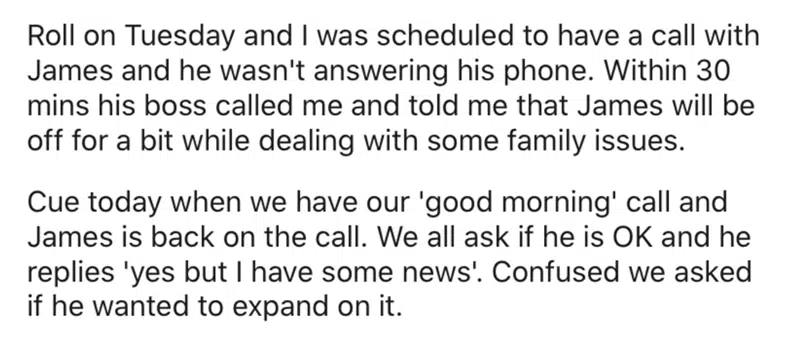 Roll on Tuesday and I was scheduled to have a call with
James and he wasn't answering his phone. Within 30
mins his boss called me and told me that James will be
off for a bit while dealing with some family issues.
Cue today when we have our 'good morning' call and
James is back on the call. We all ask if he is OK and he
replies 'yes but I have some news'. Confused we asked
if he wanted to expand on it.